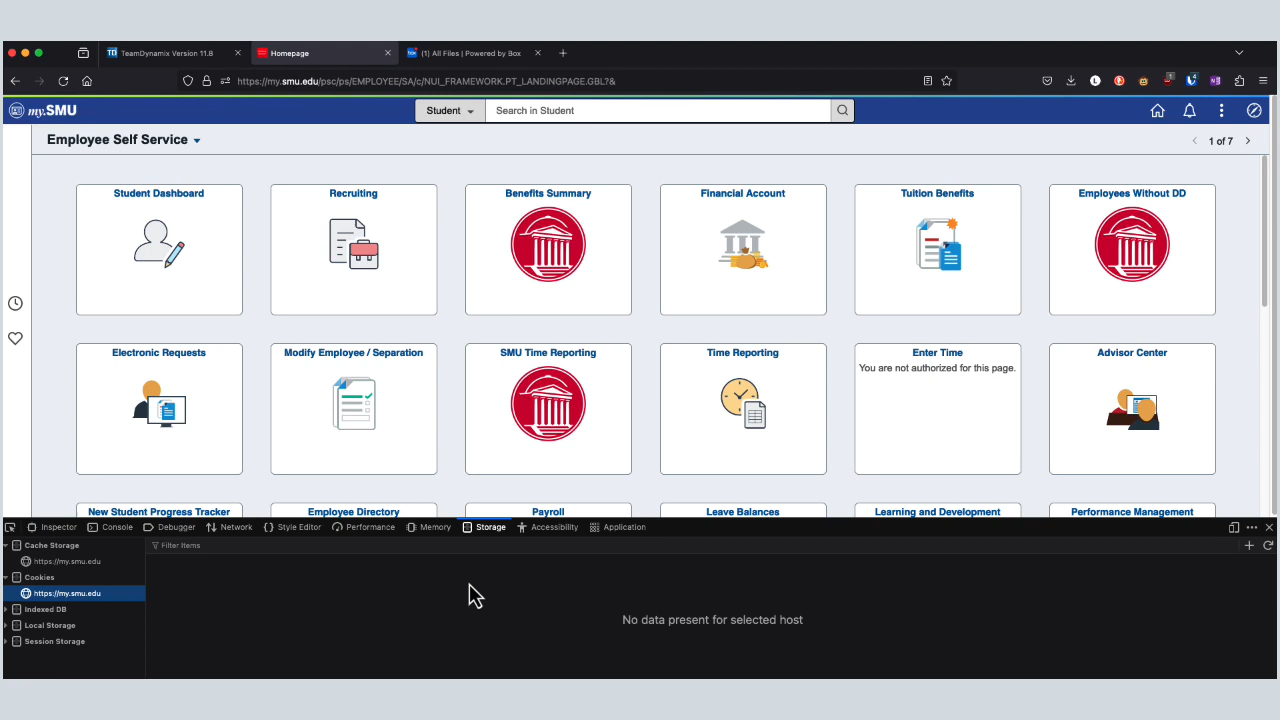 TeamDynamix Version 11.8
Homepage
(1) All Files | Powered by Box
https://my.smu.edu/psc/ps/EMPLOYEE/SA/c/NUI_FRAMEWORK.PT_LANDINGPAGE.GBL?&
my.SMU
Student
Search in Student
Employee Self Service
1 of 7
Student Dashboard
Recruiting
Benefits Summary
Financial Account
Tuition Benefits
Employees Without DD
Electronic Requests
Modify Employee / Separation
SMU Time Reporting
Time Reporting
Enter Time
You are not authorized for this page.
Advisor Center
New Student Progress Tracker
Employee Directory
Payroll
Leave Balances
Learning and Development
Performance Management
Inspector
Console
Debugger
Network
Style Editor
Performance
Memory
Storage
Accessibility
Application
Cache Storage
Filter Items
https://my.smu.edu
Cookies
https://my.smu.edu
Indexed DB
Local Storage
Session Storage
No data present for selected host